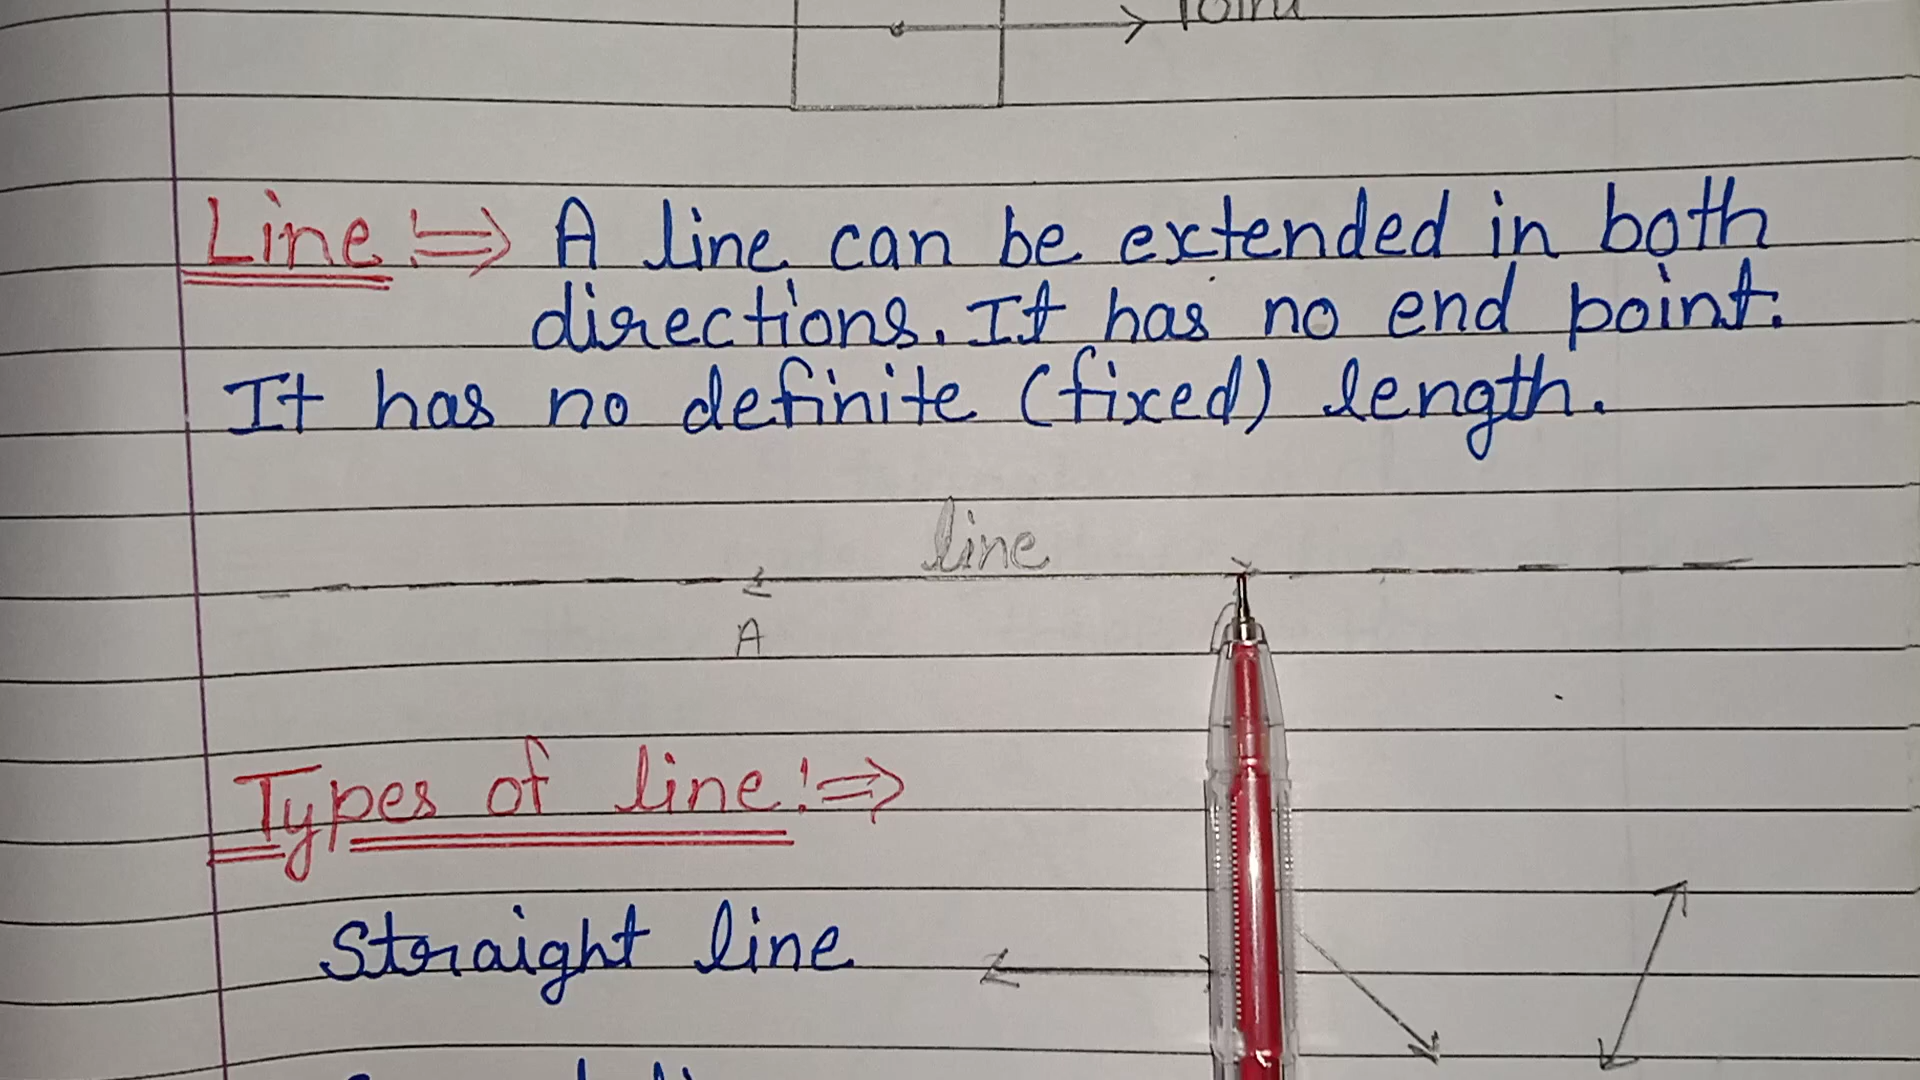 Point
Line :⇒ A line can be extended in both
directions. It has no end point.
It has no definite (fixed) length.
line
A
Types of line :⇒
Straight line